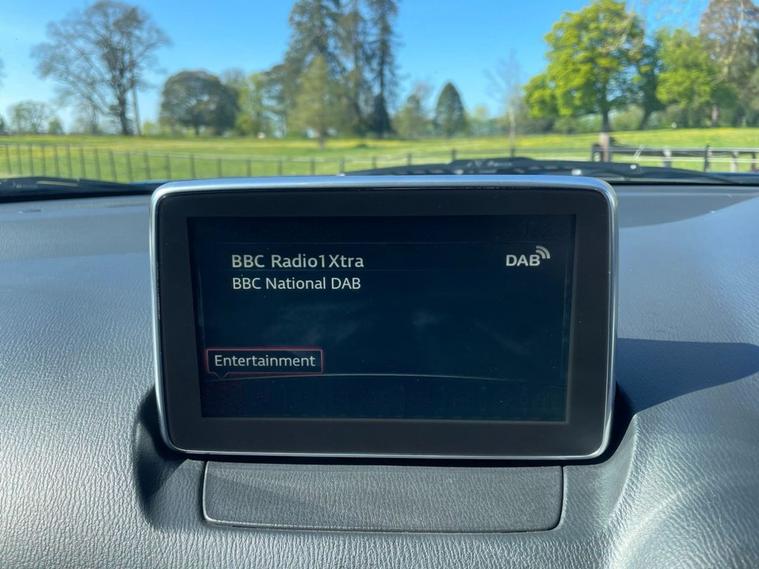 BBC Radio1Xtra
DAB
BBC National DAB
Entertainment